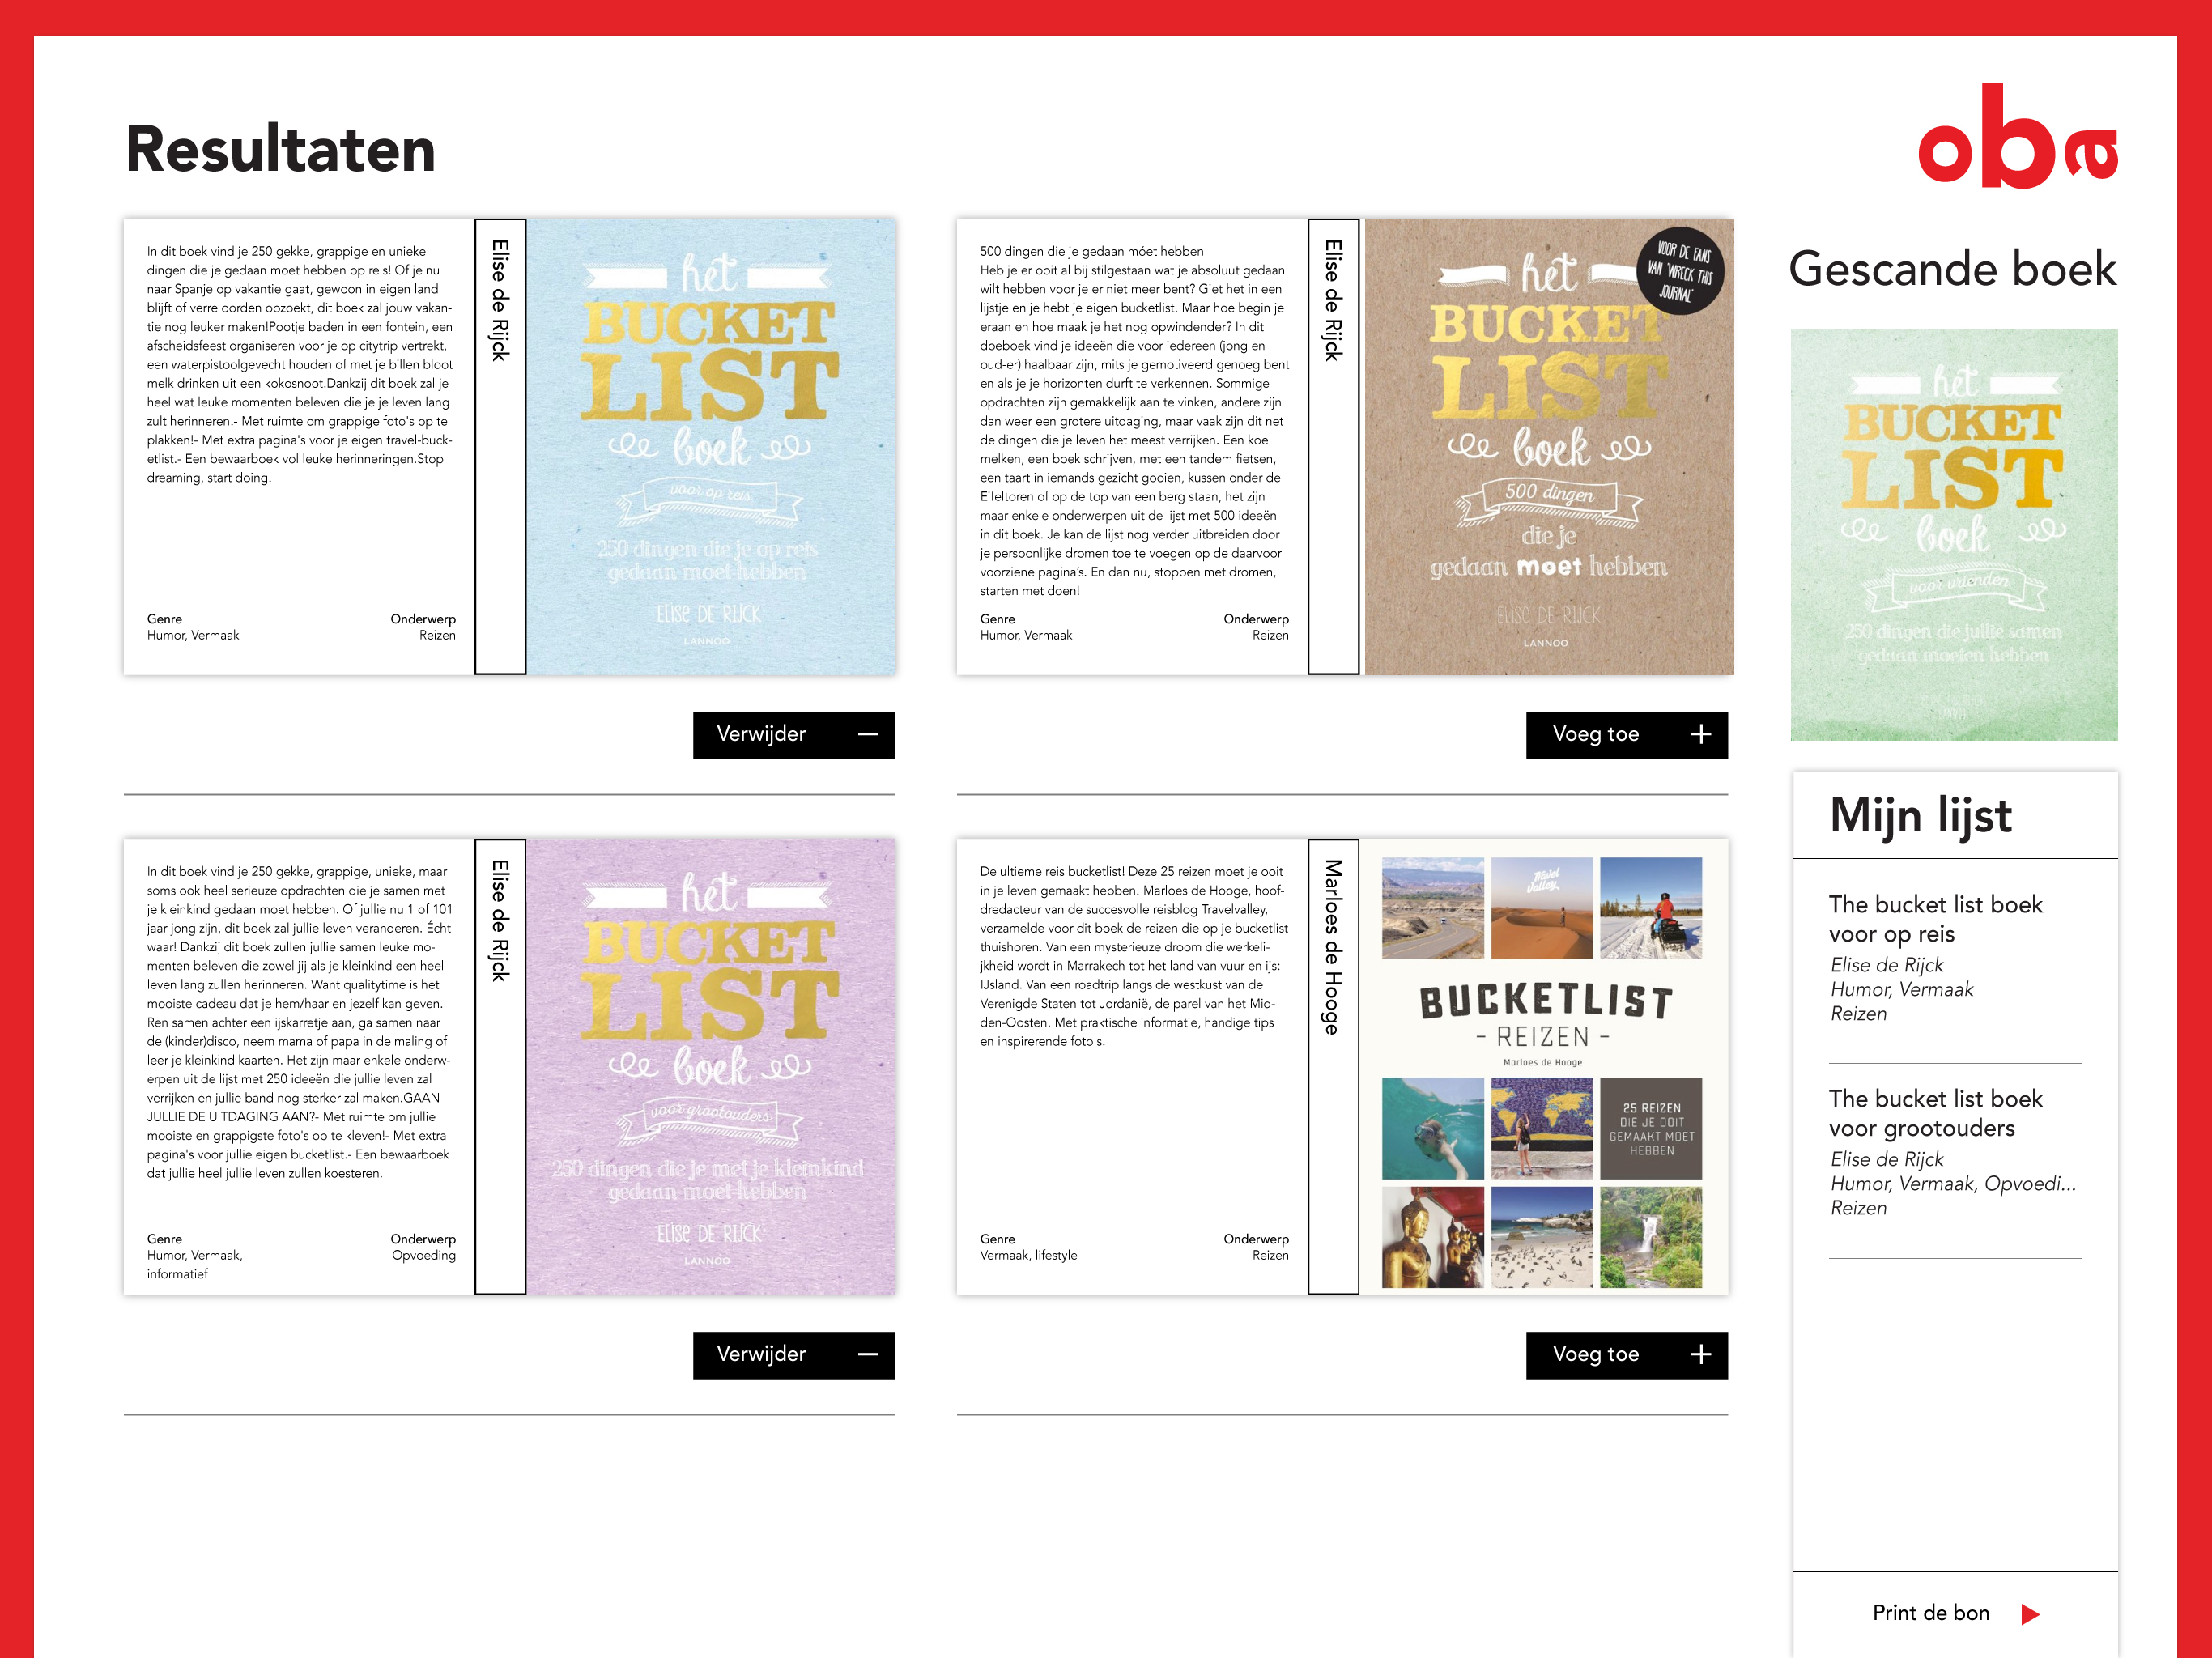 Resultaten
oba
In dit boek vind je 250 gekke, grappige en unieke
dingen die je gedaan moet hebben op reis! Of je nu
naar Spanje op vakantie gaat, gewoon in eigen land
blijft of verre oorden opzoekt, dit boek zal jouw vakan-
tie nog leuker maken!Pootje baden in een fontein, een
afscheidsfeest organiseren voor je op citytrip vertrekt,
een waterpistoolgevecht houden of met je billen bloot
melk drinken uit een kokosnoot.Dankzij dit boek zal je
heel wat leuke momenten beleven die je je leven lang
zult herinneren!- Met ruimte om grappige foto's op te
plakken!- Met extra pagina's voor je eigen travel-buck-
etlist.- Een bewaarboek vol leuke herinneringen.Stop
dreaming, start doing!
Genre
Humor, Vermaak
Onderwerp
Reizen
Elise de Rijck
het
BUCKET
LIST
boek
voor op reis
250 dingen die je op reis
gedaan moet hebben
ELISE DE RIJCK
LANNOO
Verwijder
500 dingen die je gedaan móet hebben
Heb je er ooit al bij stilgestaan wat je absoluut gedaan
wilt hebben voor je er niet meer bent? Giet het in een
lijstje en je hebt je eigen bucketlist. Maar hoe begin je
eraan en hoe maak je het nog opwindender? In dit
doeboek vind je ideeën die voor iedereen (jong en
oud-er) haalbaar zijn, mits je gemotiveerd genoeg bent
en als je je horizonten durft te verkennen. Sommige
opdrachten zijn gemakkelijk aan te vinken, andere zijn
dan weer een grotere uitdaging, maar vaak zijn dit net
de dingen die je leven het meest verrijken. Een koe
melken, een boek schrijven, met een tandem fietsen,
een taart in iemands gezicht gooien, kussen onder de
Eifeltoren of op de top van een berg staan, het zijn
maar enkele onderwerpen uit de lijst met 500 ideeën
in dit boek. Je kan de lijst nog verder uitbreiden door
je persoonlijke dromen toe te voegen op de daarvoor
voorziene pagina's. En dan nu, stoppen met dromen,
starten met doen!
Genre
Humor, Vermaak
Onderwerp
Reizen
Elise de Rijck
VOOR DE FANS
VAN 'WRECK THIS
JOURNAL'
het
BUCKET
LIST
boek
500 dingen
die je
gedaan moet hebben
ELISE DE RIJCK
LANNOO
Voeg toe
Gescande boek
het
BUCKET
LIST
boek
voor vrienden
250 dingen die jullie samen
gedaan moeten hebben
In dit boek vind je 250 gekke, grappige, unieke, maar
soms ook heel serieuze opdrachten die je samen met
je kleinkind gedaan moet hebben. Of jullie nu 1 of 101
jaar jong zijn, dit boek zal jullie leven veranderen. Écht
waar! Dankzij dit boek zullen jullie samen leuke mo-
menten beleven die zowel jij als je kleinkind een heel
leven lang zullen herinneren. Want qualitytime is het
mooiste cadeau dat je hem/haar en jezelf kan geven.
Ren samen achter een ijskarretje aan, ga samen naar
de (kinder)disco, neem mama of papa in de maling of
leer je kleinkind kaarten. Het zijn maar enkele onderw-
erpen uit de lijst met 250 ideeën die jullie leven zal
verrijken en jullie band nog sterker zal maken.GAAN
JULLIE DE UITDAGING AAN?- Met ruimte om jullie
mooiste en grappigste foto's op te kleven!- Met extra
pagina's voor jullie eigen bucketlist.- Een bewaarboek
dat jullie heel jullie leven zullen koesteren.
Genre
Humor, Vermaak,
informatief
Onderwerp
Opvoeding
Elise de Rijck
het
BUCKET
LIST
boek
voor grootouders
250 dingen die je met je kleinkind
gedaan moet hebben
ELISE DE RIJCK
LANNOO
Verwijder
De ultieme reis bucketlist! Deze 25 reizen moet je ooit
in je leven gemaakt hebben. Marloes de Hooge, hoof-
dredacteur van de succesvolle reisblog Travelvalley,
verzamelde voor dit boek de reizen die op je bucketlist
thuishoren. Van een mysterieuze droom die werkeli-
jkheid wordt in Marrakech tot het land van vuur en ijs:
IJsland. Van een roadtrip langs de westkust van de
Verenigde Staten tot Jordanië, de parel van het Mid-
den-Oosten. Met praktische informatie, handige tips
en inspirerende foto's.
Genre
Vermaak, lifestyle
Onderwerp
Reizen
Marloes de Hooge
Travel
Valley
BUCKETLIST
- REIZEN -
Marloes de Hooge
25 REIZEN
DIE JE OOIT
GEMAAKT MOET
HEBBEN
Voeg toe
Mijn lijst
The bucket list boek
voor op reis
Elise de Rijck
Humor, Vermaak
Reizen
The bucket list boek
voor grootouders
Elise de Rijck
Humor, Vermaak, Opvoedi...
Reizen
Print de bon